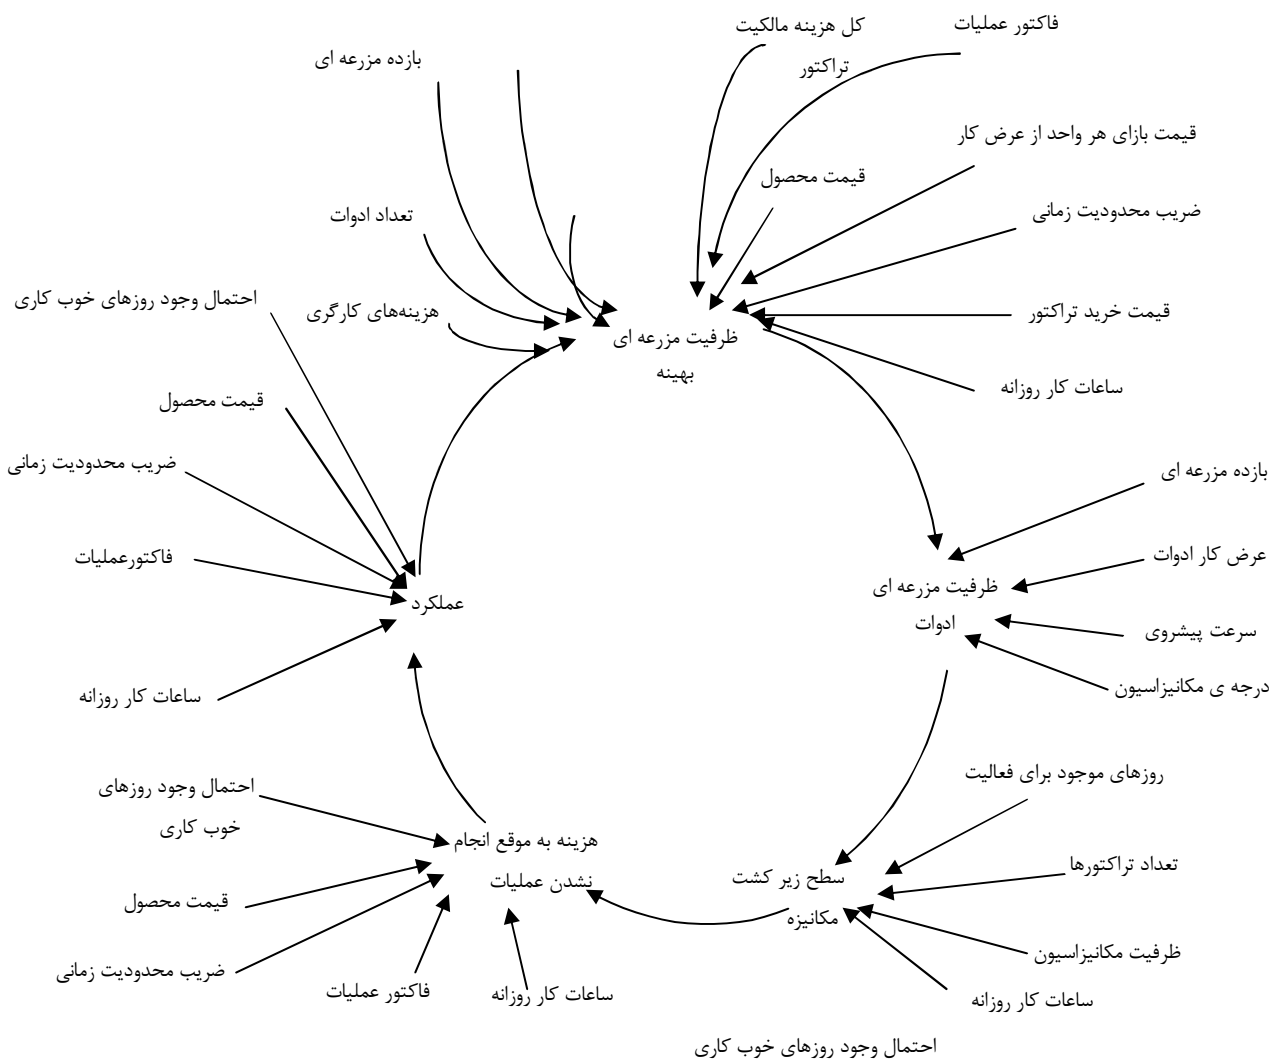 فاکتور عملیات
کل هزینه مالکیت
تراکتور
بازده مزرعه ای
قیمت بازای هر واحد از عرض کار
قیمت محصول
ضریب محدودیت زمانی
تعداد ادوات
احتمال وجود روزهای خوب کاری
هزینه‌های کارگری
قیمت خرید تراکتور
ظرفیت مزرعه ای
بهینه
ساعات کار روزانه
قیمت محصول
ضریب محدودیت زمانی
بازده مزرعه ای
فاکتورعملیات
عرض کار ادوات
ظرفیت مزرعه ای
ادوات
عملکرد
سرعت پیشروی
درجه ی مکانیزاسیون
ساعات کار روزانه
روزهای موجود برای فعالیت
احتمال وجود روزهای
خوب کاری
هزینه به موقع انجام
نشدن عملیات
تعداد تراکتورها
سطح زیر کشت
مکانیزه
قیمت محصول
ظرفیت مکانیزاسیون
ضریب محدودیت زمانی
فاکتور عملیات
ساعات کار روزانه
ساعات کار روزانه
احتمال وجود روزهای خوب کاری